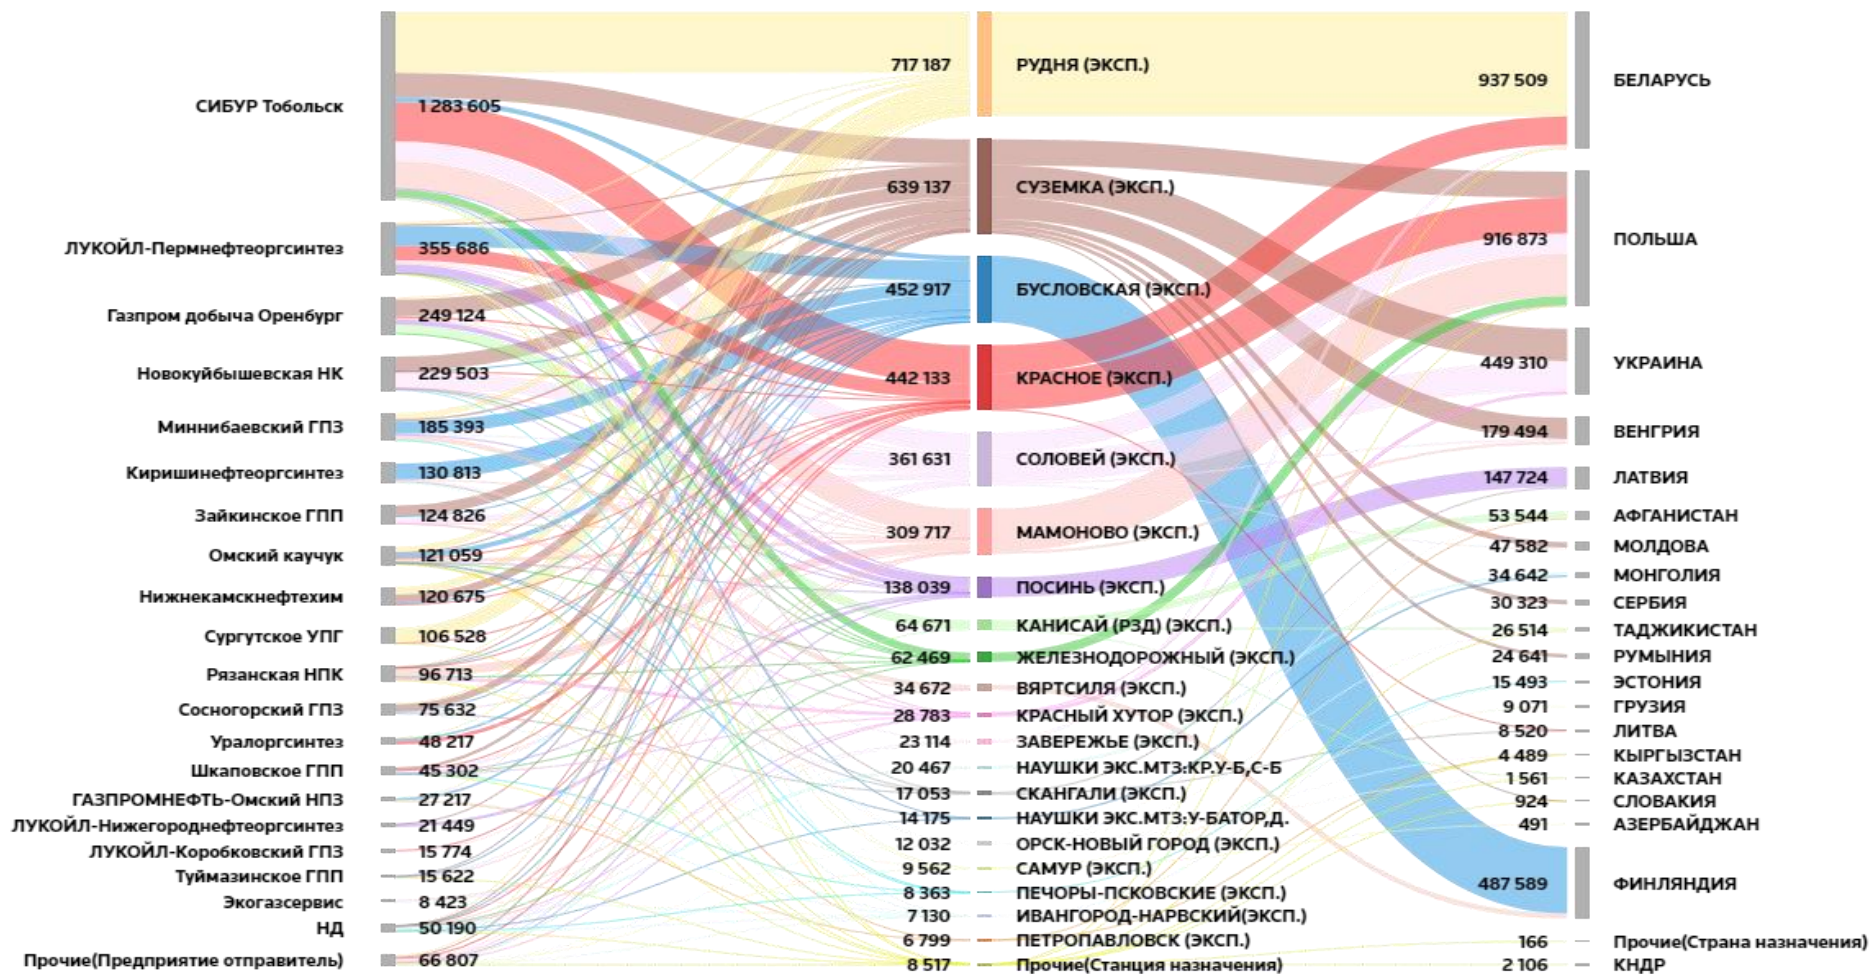 СИБУР Тобольск
1 283 605
ЛУКОЙЛ-Пермнефтеоргсинтез
355 686
Газпром добыча Оренбург
249 124
Новокуйбышевская НК
229 503
Миннибаевский ГПЗ
185 393
Киришинефтеоргсинтез
130 813
Зайкинское ГПП
124 826
Омский каучук
121 059
Нижнекамскнефтехим
120 675
Сургутское УПГ
106 528
Рязанская НПК
96 713
Сосногорский ГПЗ
75 632
Уралоргсинтез
48 217
Шкаповское ГПП
45 302
ГАЗПРОМНЕФТЬ-Омский НПЗ
27 217
ЛУКОЙЛ-Нижегороднефтеоргсинтез
21 449
ЛУКОЙЛ-Коробковский ГПЗ
15 774
Туймазинское ГПП
15 622
Экогазсервис
8 423
НД
50 190
Прочие(Предприятие отправитель)
66 807
717 187
РУДНЯ (ЭКСП.)
639 137
СУЗЕМКА (ЭКСП.)
452 917
БУСЛОВСКАЯ (ЭКСП.)
442 133
КРАСНОЕ (ЭКСП.)
361 631
СОЛОВЕЙ (ЭКСП.)
309 717
МАМОНОВО (ЭКСП.)
138 039
ПОСИНЬ (ЭКСП.)
64 671
КАНИСАЙ (РЗД) (ЭКСП.)
62 469
ЖЕЛЕЗНОДОРОЖНЫЙ (ЭКСП.)
34 672
ВЯРТСИЛЯ (ЭКСП.)
28 783
КРАСНЫЙ ХУТОР (ЭКСП.)
23 114
ЗАВЕРЕЖЬЕ (ЭКСП.)
20 467
НАУШКИ ЭКС.МТЗ:КР.У-Б,С-Б
17 053
СКАНГАЛИ (ЭКСП.)
14 175
НАУШКИ ЭКС.МТЗ:У-БАТОР,Д.
12 032
ОРСК-НОВЫЙ ГОРОД (ЭКСП.)
9 562
САМУР (ЭКСП.)
8 363
ПЕЧОРЫ-ПСКОВСКИЕ (ЭКСП.)
7 130
ИВАНГОРОД-НАРВСКИЙ(ЭКСП.)
6 799
ПЕТРОПАВЛОВСК (ЭКСП.)
8 517
Прочие(Станция назначения)
937 509
БЕЛАРУСЬ
916 873
ПОЛЬША
449 310
УКРАИНА
179 494
ВЕНГРИЯ
147 724
ЛАТВИЯ
53 544
АФГАНИСТАН
47 582
МОЛДОВА
34 642
МОНГОЛИЯ
30 323
СЕРБИЯ
26 514
ТАДЖИКИСТАН
24 641
РУМЫНИЯ
15 493
ЭСТОНИЯ
9 071
ГРУЗИЯ
8 520
ЛИТВА
4 489
КЫРГЫЗСТАН
1 561
КАЗАХСТАН
924
СЛОВАКИЯ
491
АЗЕРБАЙДЖАН
487 589
ФИНЛЯНДИЯ
166
Прочие(Страна назначения)
2 106
КНДР